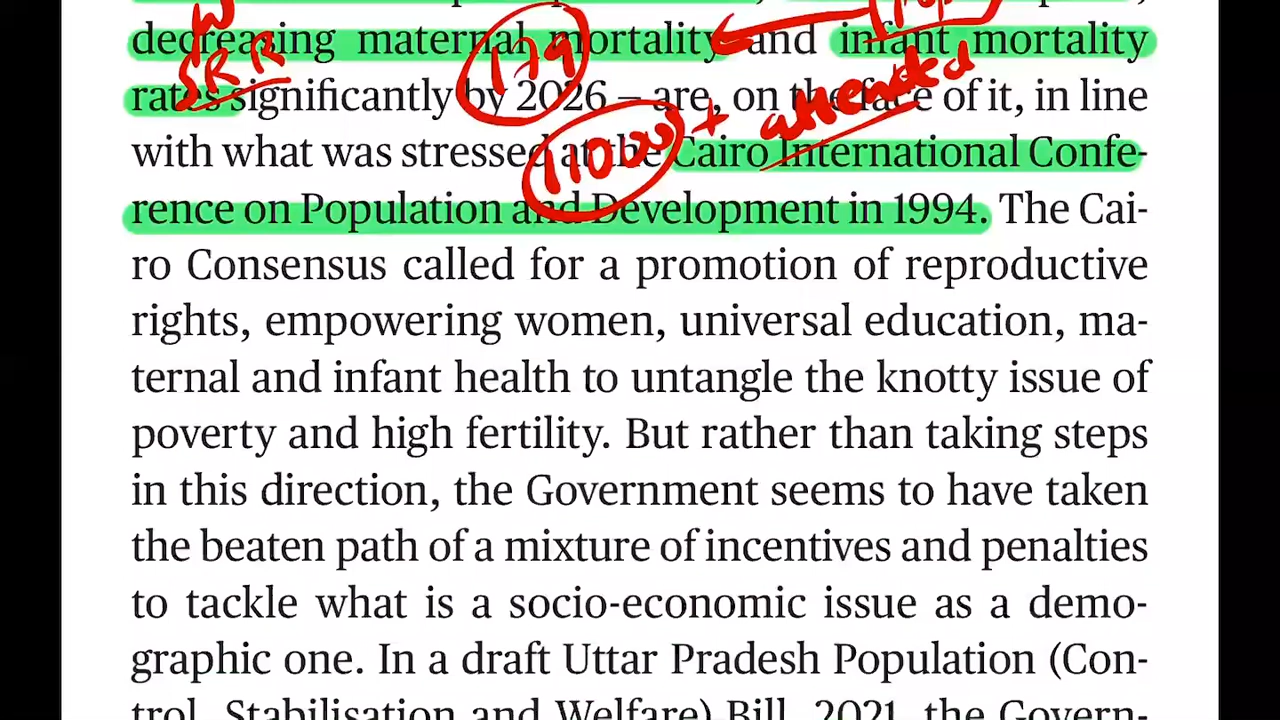 decreasing maternal mortality and infant mortality
rates significantly by 2026 — are, on the face of it, in line
with what was stressed at the Cairo International Confe-
rence on Population and Development in 1994. The Cai-
ro Consensus called for a promotion of reproductive
rights, empowering women, universal education, ma-
ternal and infant health to untangle the knotty issue of
poverty and high fertility. But rather than taking steps
in this direction, the Government seems to have taken
the beaten path of a mixture of incentives and penalties
to tackle what is a socio-economic issue as a demo-
graphic one. In a draft Uttar Pradesh Population (Con-
trol, Stabilisation and Welfare) Bill, 2021, the Govern-
W
SRR
179
11000+ attended